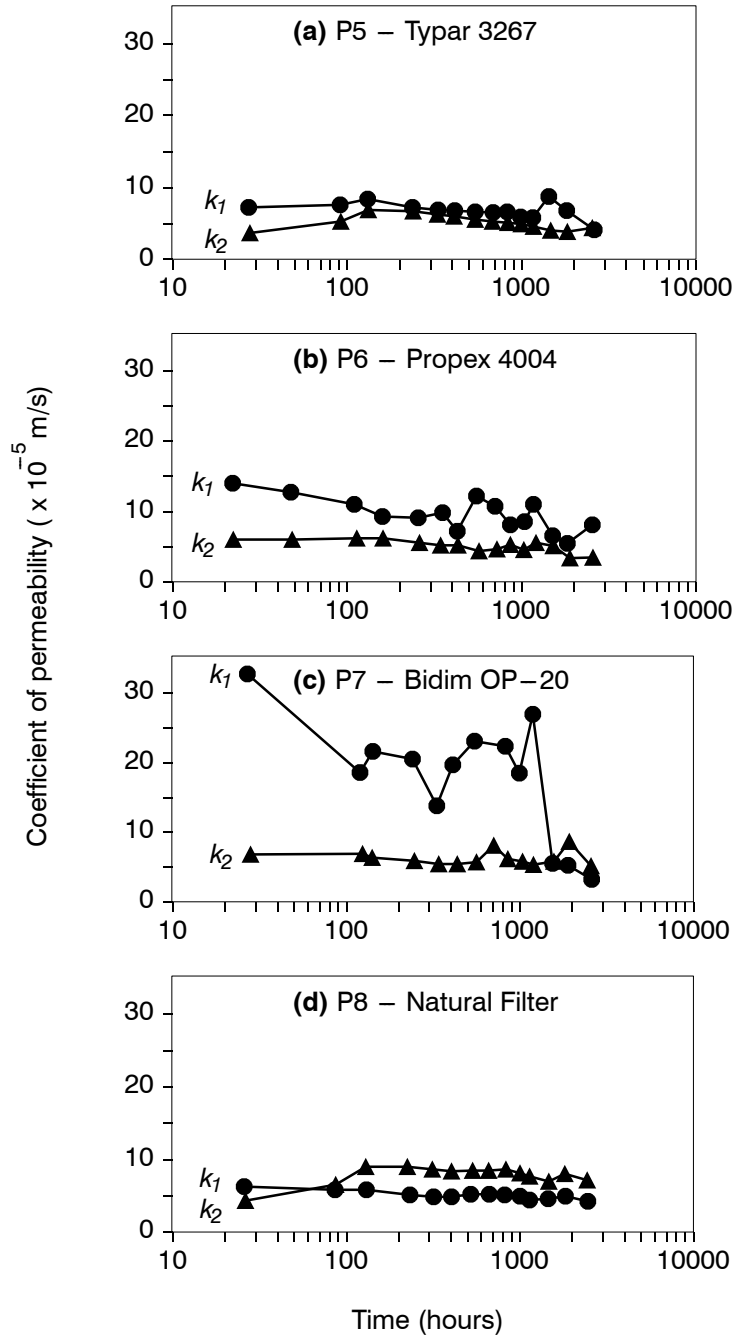 Coefficient of permeability ( x 10⁻⁵ m/s)
(a) P5 – Typar 3267
30
20
10
0
k1
k2
10 100 1000 10000
(b) P6 – Propex 4004
30
20
10
0
k1
k2
10 100 1000 10000
(c) P7 – Bidim OP–20
30
20
10
0
k1
k2
10 100 1000 10000
(d) P8 – Natural Filter
30
20
10
0
k1
k2
10 100 1000 10000
Time (hours)